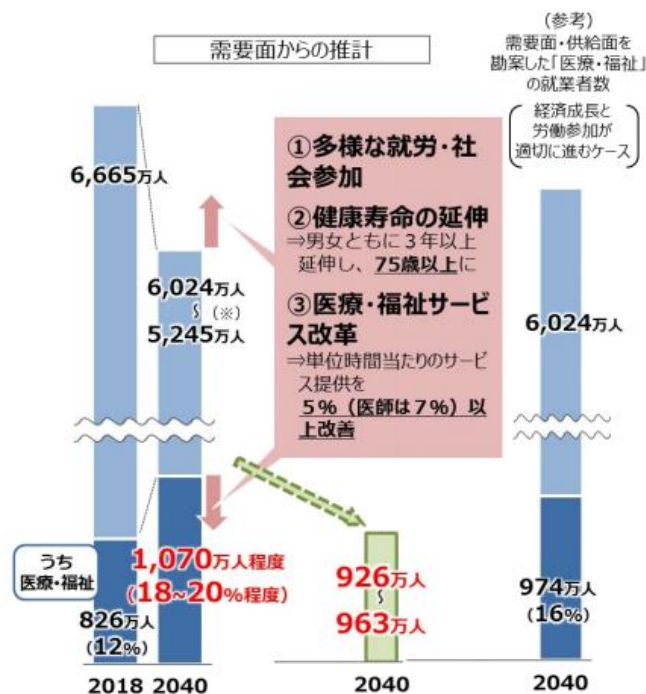 需要面からの推計
(参考)
需要面・供給面を
勘案した「医療・福祉」
の就業者数
経済成長と
労働参加が
適切に進むケース
6,665万人
6,024万人
～(※)
5,245万人
①多様な就労・社
会参加
②健康寿命の延伸
⇒男女ともに３年以上
延伸し、75歳以上に
③医療・福祉サービ
ス改革
⇒単位時間当たりのサービ
ス提供を
５%（医師は７%）以
上改善
6,024万人
うち
医療・福祉
826万人
(12%)
1,070万人程度
(18~20%程度)
926万人
～
963万人
974万人
(16%)
2018 2040
2040
2040